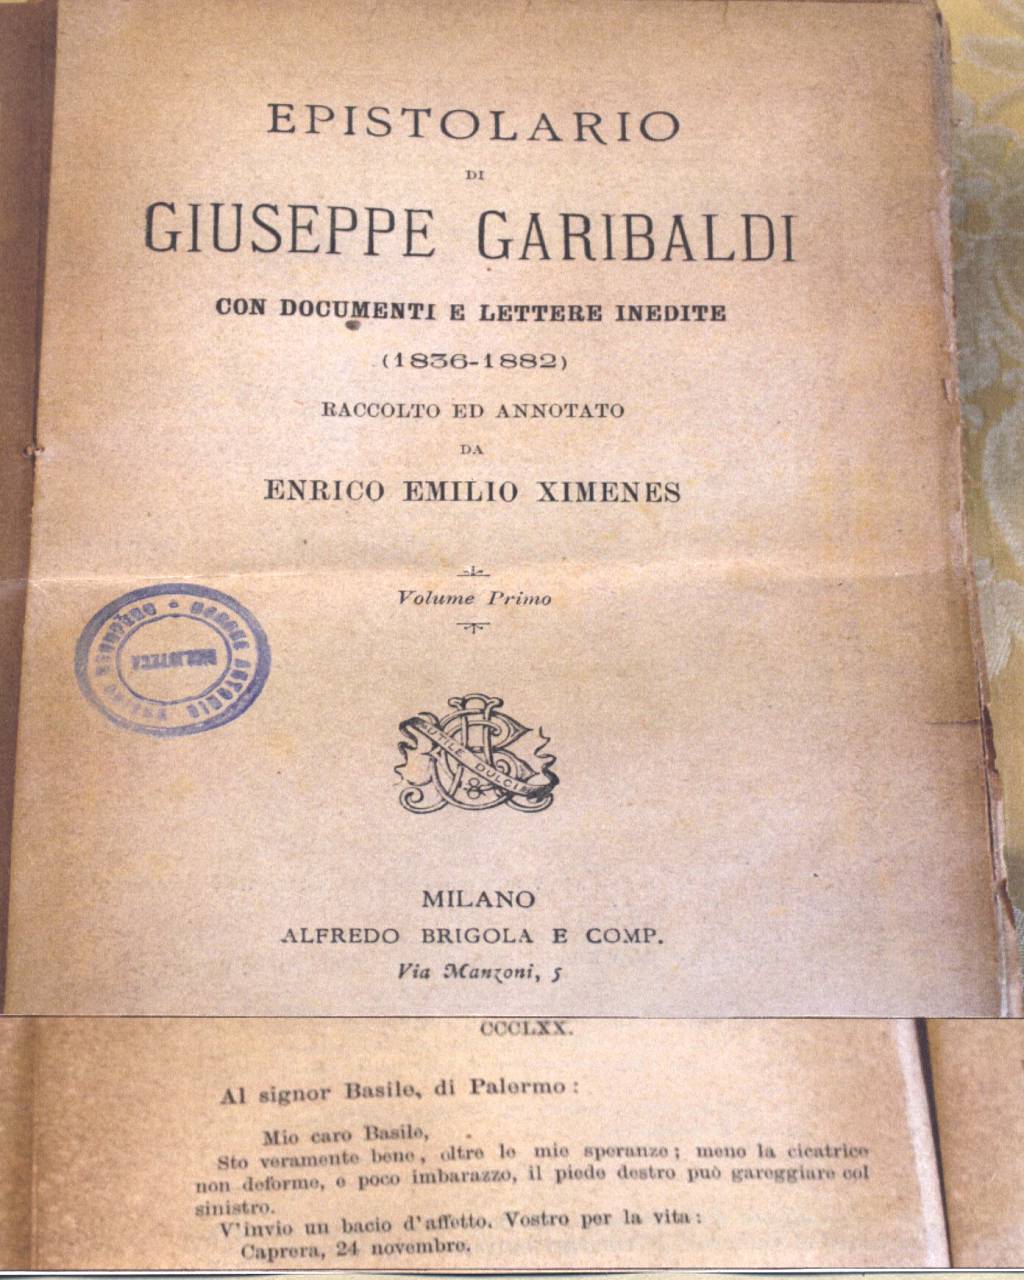 EPISTOLARIO
DI
GIUSEPPE GARIBALDI
CON DOCUMENTI E LETTERE INEDITE
(1836-1882)
RACCOLTO ED ANNOTATO
DA
ENRICO EMILIO XIMENES
Volume Primo
BIBLIOTECA
UTILE DULCI
MILANO
ALFREDO BRIGOLA E COMP.
Via Manzoni, 5
CCCLXX.
Al signor Basile, di Palermo:
Mio caro Basile,
Sto veramente bene, oltre le mie speranze; meno la cicatrice
non deforme, e poco imbarazzo, il piede destro può gareggiare col
sinistro.
V'invio un bacio d'affetto. Vostro per la vita:
Caprera, 24 novembre.